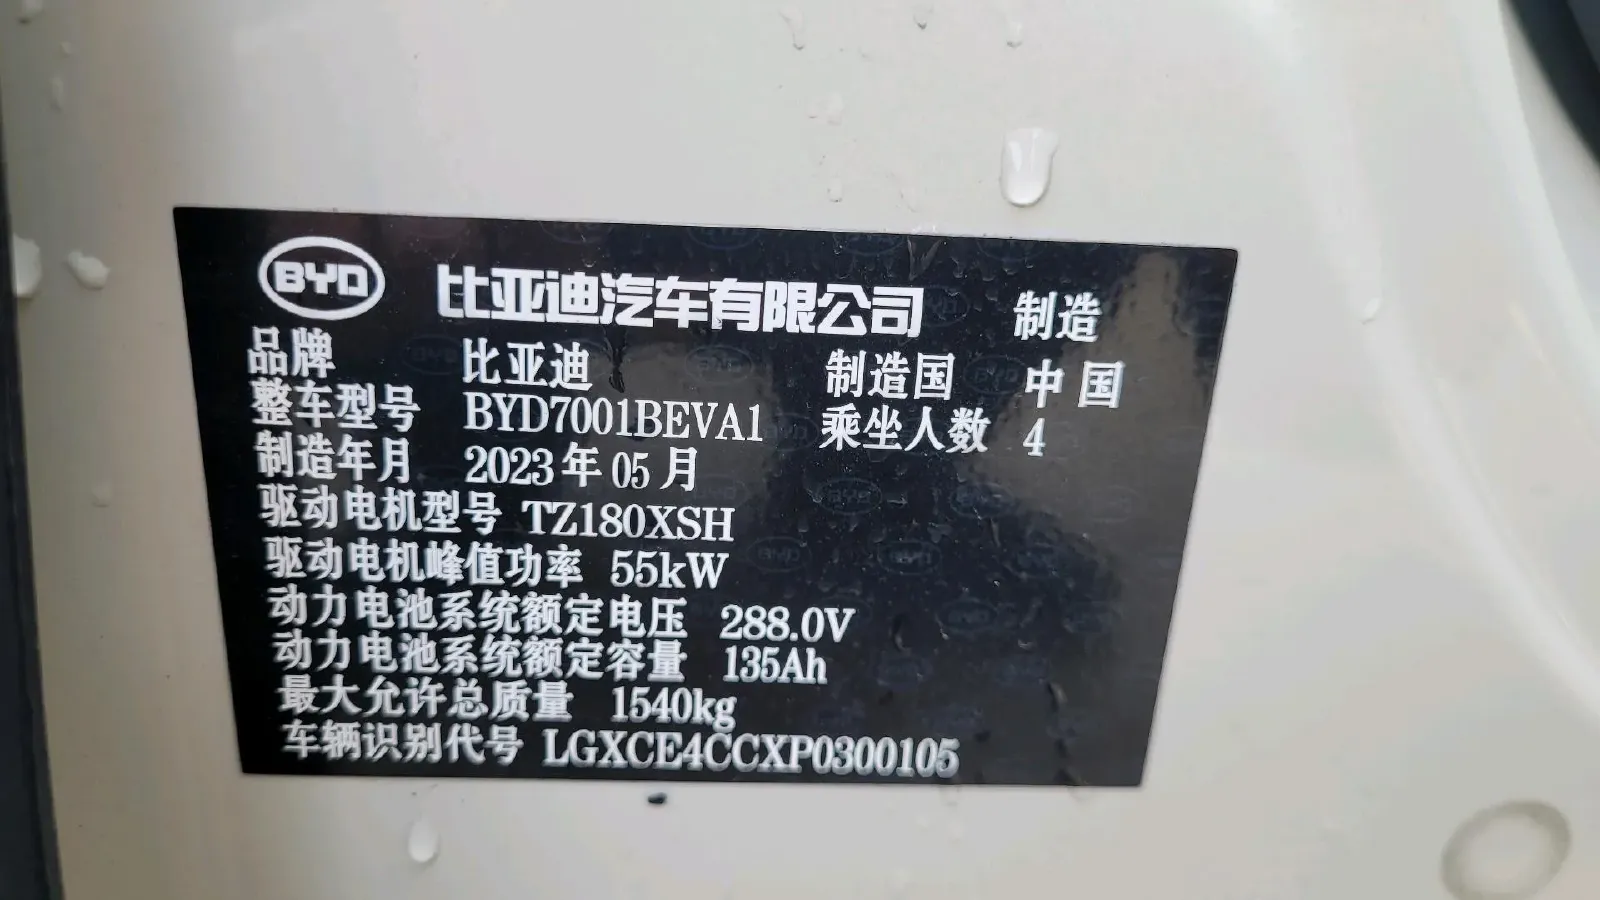 BYD 比亚迪汽车有限公司 制造
品牌 比亚迪 制造国 中国
整车型号 BYD7001BEVA1 乘坐人数 4
制造年月 2023年05月
驱动电机型号 TZ180XSH
驱动电机峰值功率 55kW
动力电池系统额定电压 288.0V
动力电池系统额定容量 135Ah
最大允许总质量 1540kg
车辆识别代号 LGXCE4CCXP0300105